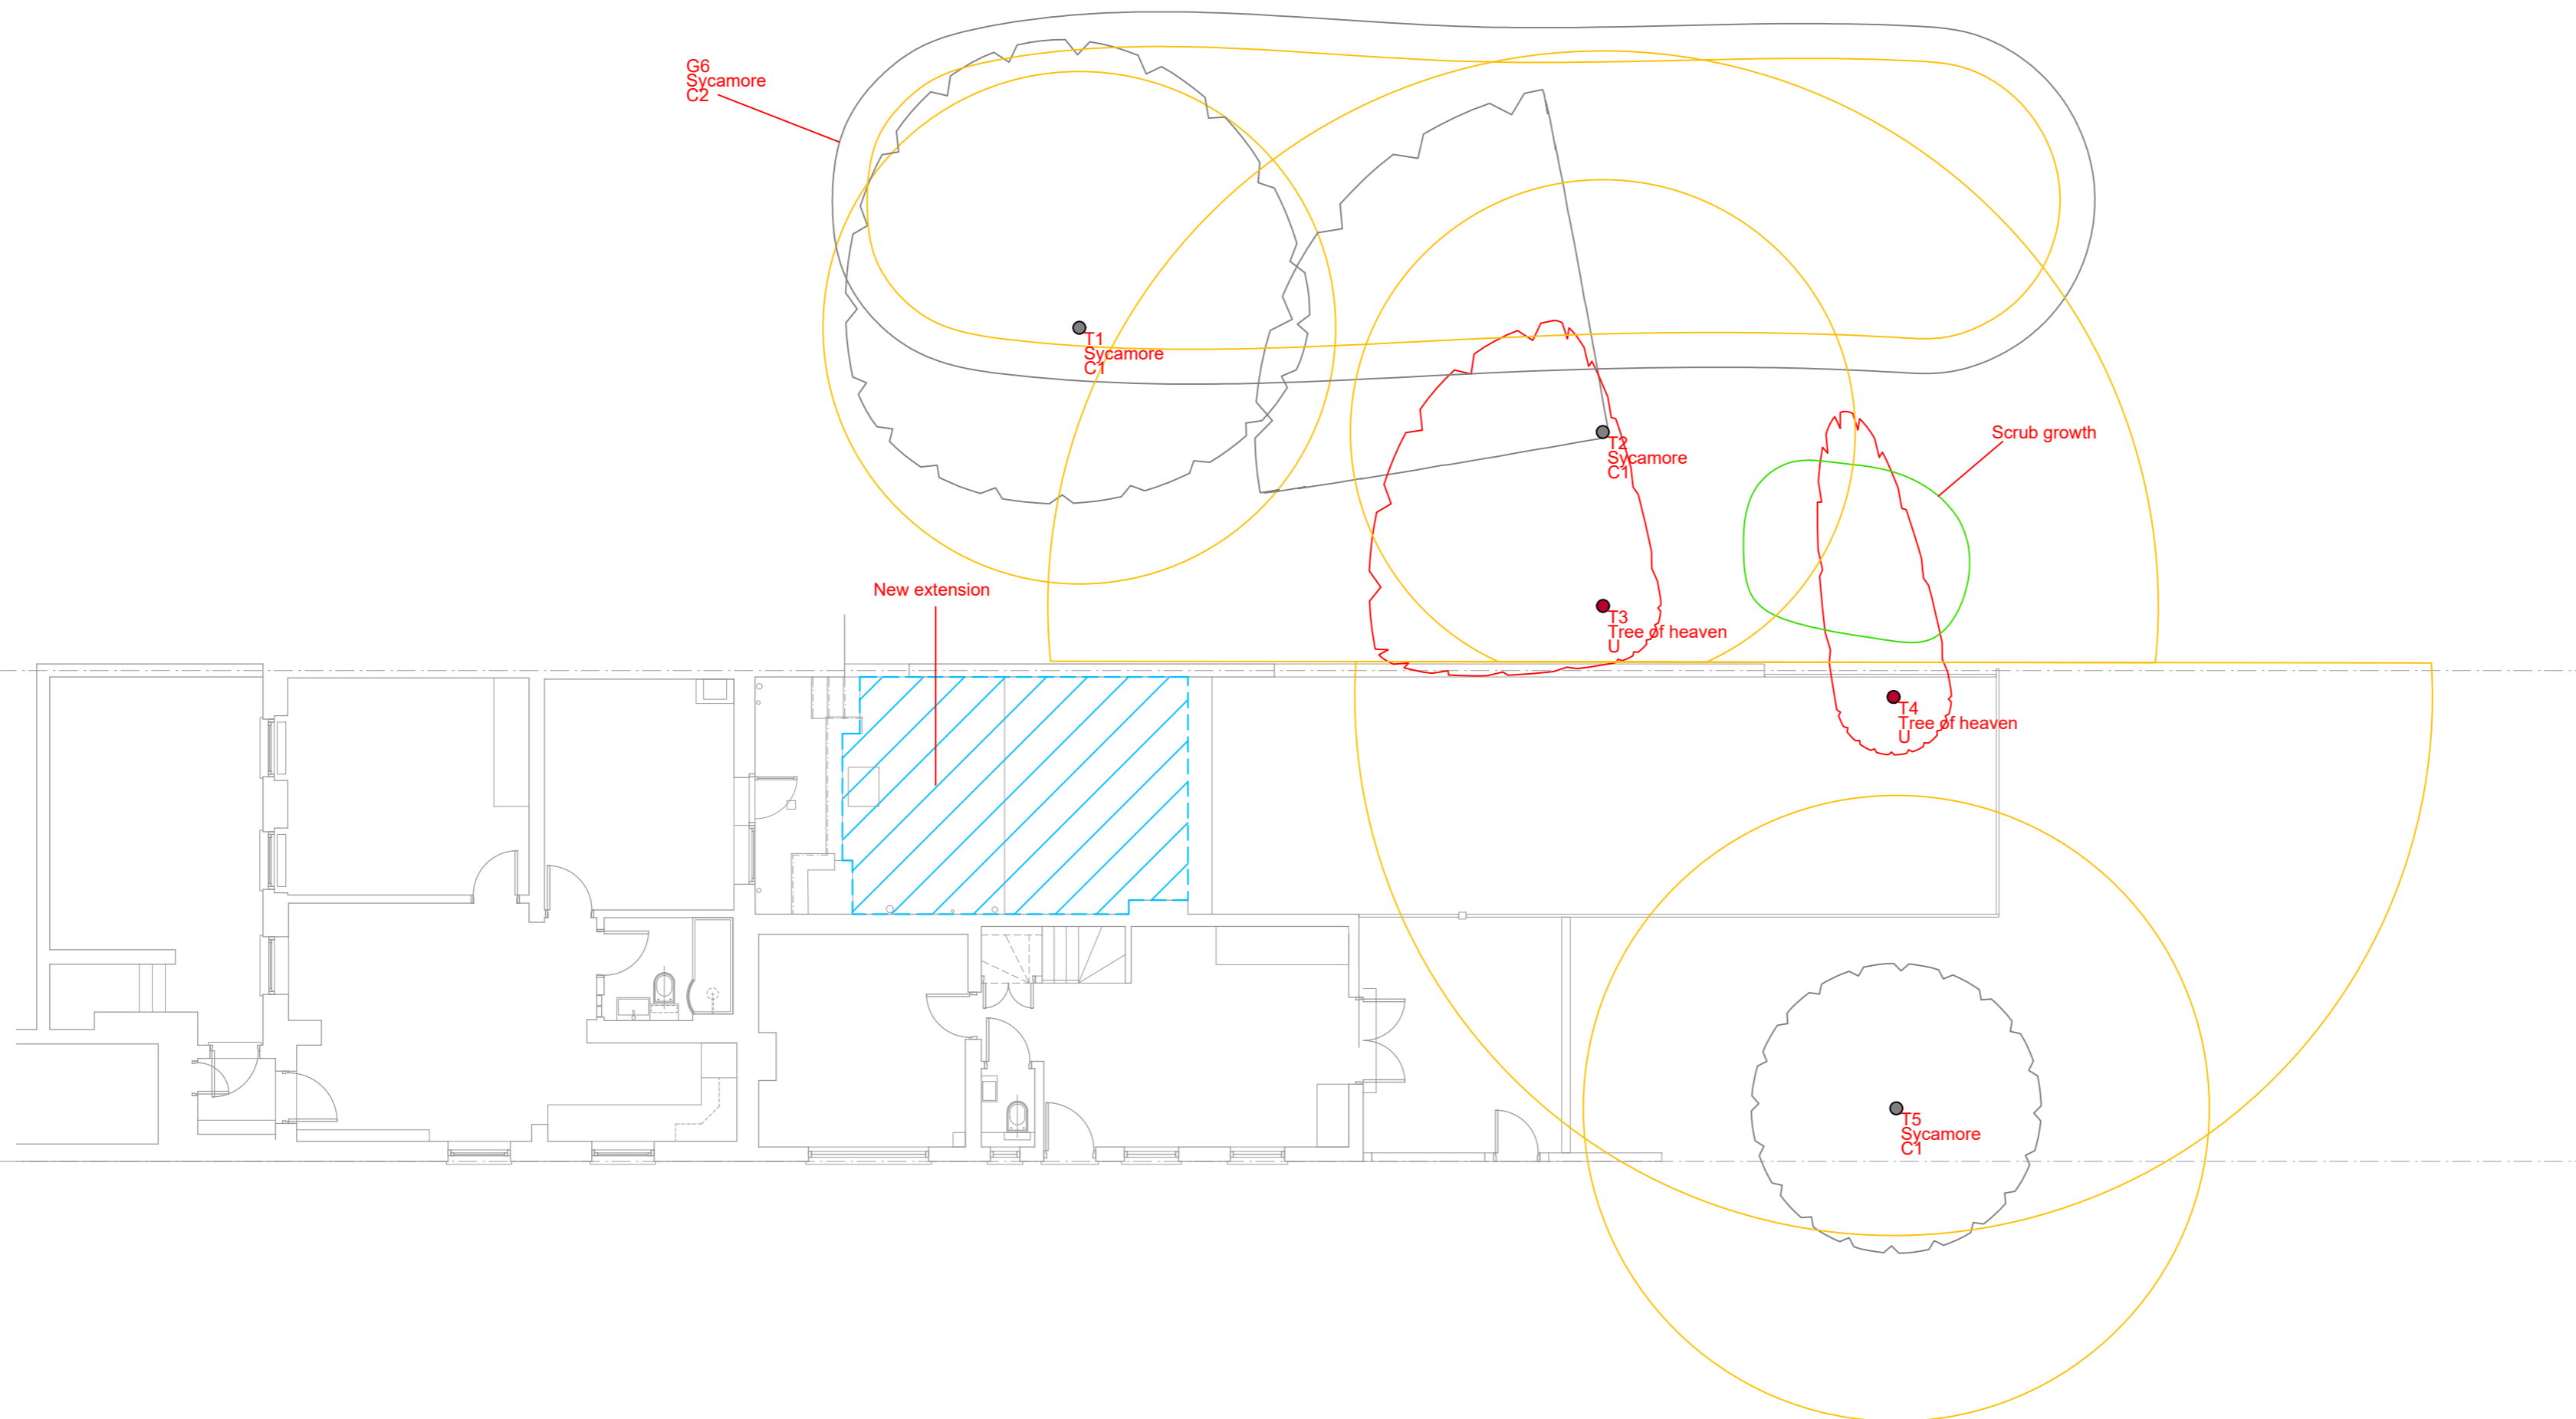 G6
Sycamore
C2
T1
Sycamore
C1
T2
Sycamore
C1
Scrub growth
New extension
T3
Tree of heaven
U
T4
Tree of heaven
U
T5
Sycamore
C1